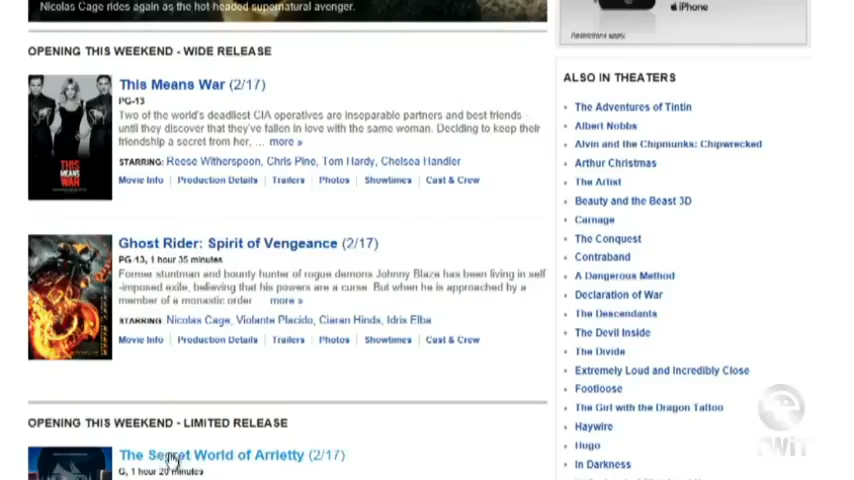 Nicolas Cage rides again as the hot-headed supernatural avenger.
OPENING THIS WEEKEND - WIDE RELEASE
This Means War (2/17)
PG-13
Two of the world's deadliest CIA operatives are inseparable partners and best friends
until they discover that they've fallen in love with the same woman. Deciding to keep their
friendship a secret from her, ... more »
STARRING: Reese Witherspoon, Chris Pine, Tom Hardy, Chelsea Handler
Movie Info | Production Details | Trailers | Photos | Showtimes | Cast & Crew
THIS
MEANS
WAR
Ghost Rider: Spirit of Vengeance (2/17)
PG-13, 1 hour 35 minutes
Former stuntman and bounty hunter of rogue demons Johnny Blaze has been living in self
-imposed exile, believing that his powers are a curse. But when he is approached by a
member of a monastic order more »
STARRING: Nicolas Cage, Violante Placido, Ciaran Hinds, Idris Elba
Movie Info | Production Details | Trailers | Photos | Showtimes | Cast & Crew
OPENING THIS WEEKEND - LIMITED RELEASE
The Secret World of Arrietty (2/17)
G, 1 hour 20 minutes
iPhone
Restrictions apply.
ALSO IN THEATERS
The Adventures of Tintin
Albert Nobbs
Alvin and the Chipmunks: Chipwrecked
Arthur Christmas
The Artist
Beauty and the Beast 3D
Carnage
The Conquest
Contraband
A Dangerous Method
Declaration of War
The Descendants
The Devil Inside
The Divide
Extremely Loud and Incredibly Close
Footloose
The Girl with the Dragon Tattoo
Haywire
Hugo
In Darkness
TWiT